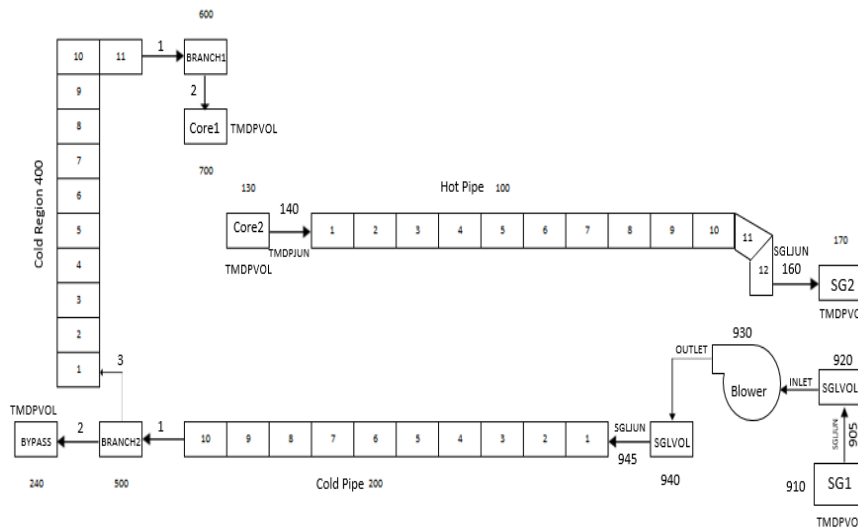 600
10 11 1 BRANCH1
9
2
8 Core1 TMDPVOL
7
700
Cold Region 400
6
130 Hot Pipe 100
140
5 Core2 1 2 3 4 5 6 7 8 9 10 11
TMDPJUN
170
4 TMDPVOL 12 SGLJUN
160
SG2
3 TMDPVO
930
2
OUTLET 920
3
1 Blower INLET SGLVOL
TMDPVOL SGLJUN
905
SGLJUN
BYPASS 2 BRANCH2 1 10 9 8 7 6 5 4 3 2 1 945 SGLVOL
240 500 Cold Pipe 200 940 910 SG1
TMDPVO